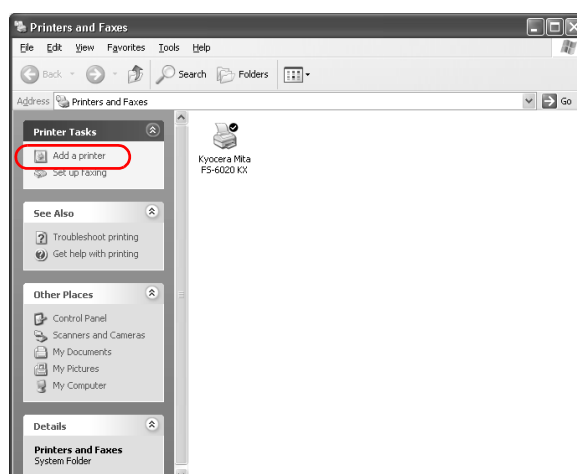 Printers and Faxes
File Edit View Favorites Tools Help
Back Search Folders
Address Printers and Faxes Go
Printer Tasks
Add a printer
Set up faxing
See Also
Troubleshoot printing
Get help with printing
Other Places
Control Panel
Scanners and Cameras
My Documents
My Pictures
My Computer
Details
Printers and Faxes
System Folder
Kyocera Mita
FS-6020 KX